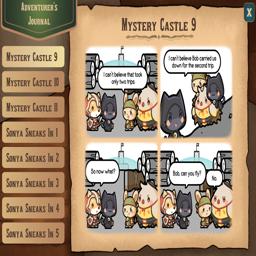 ADVENTURER'S
JOURNAL
MYSTERY CASTLE 9
MYSTERY CASTLE 10
MYSTERY CASTLE 11
SONYA SNEAKS IN 1
SONYA SNEAKS IN 2
SONYA SNEAKS IN 3
SONYA SNEAKS IN 4
SONYA SNEAKS IN 5
MYSTERY CASTLE 9
X
I can't believe that took
only two trips.
I can't believe Bob carried us
down for the second trip.
So now what?
Bob, can you fly?
No.